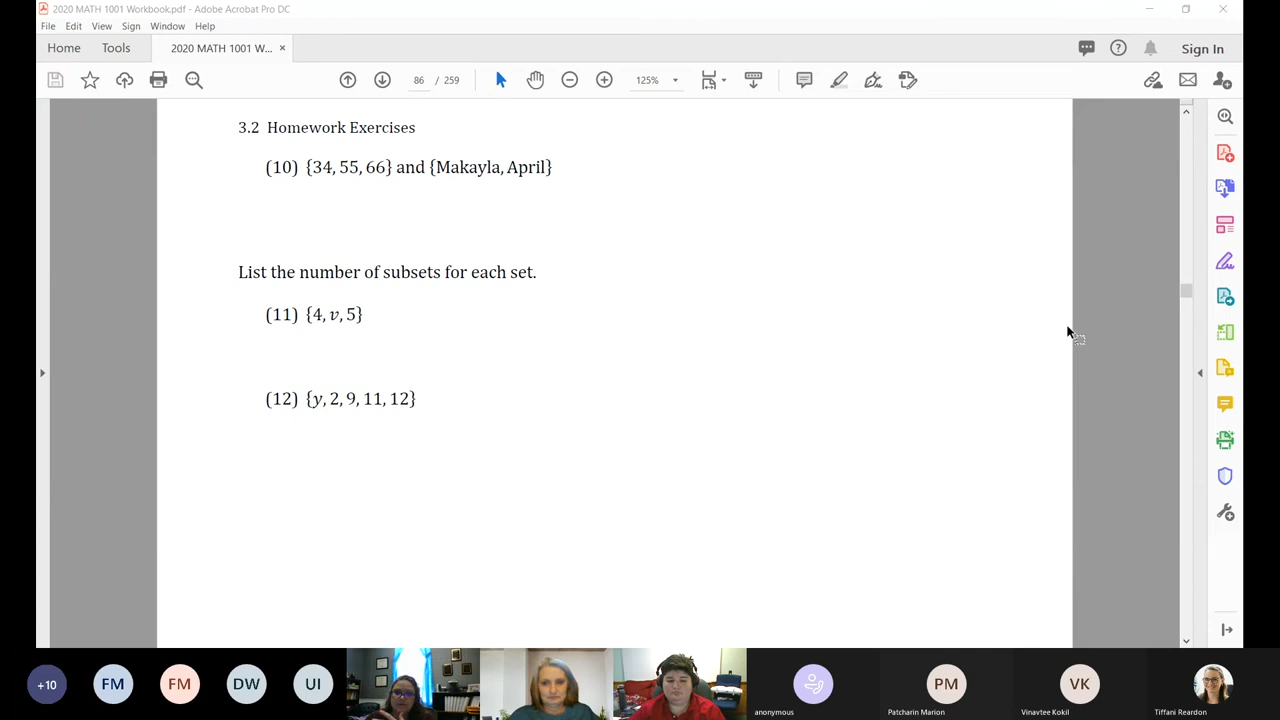 2020 MATH 1001 Workbook.pdf - Adobe Acrobat Pro DC
File Edit View Sign Window Help
Home Tools 2020 MATH 1001 W... × Sign In
86 / 259 125%
3.2 Homework Exercises
(10) {34, 55, 66} and {Makayla, April}
List the number of subsets for each set.
(11) {4, v, 5}
(12) {y, 2, 9, 11, 12}
+10 FM FM DW UI PM VK
anonymous Patcharin Marion Vinavtee Kokil Tiffani Reardon